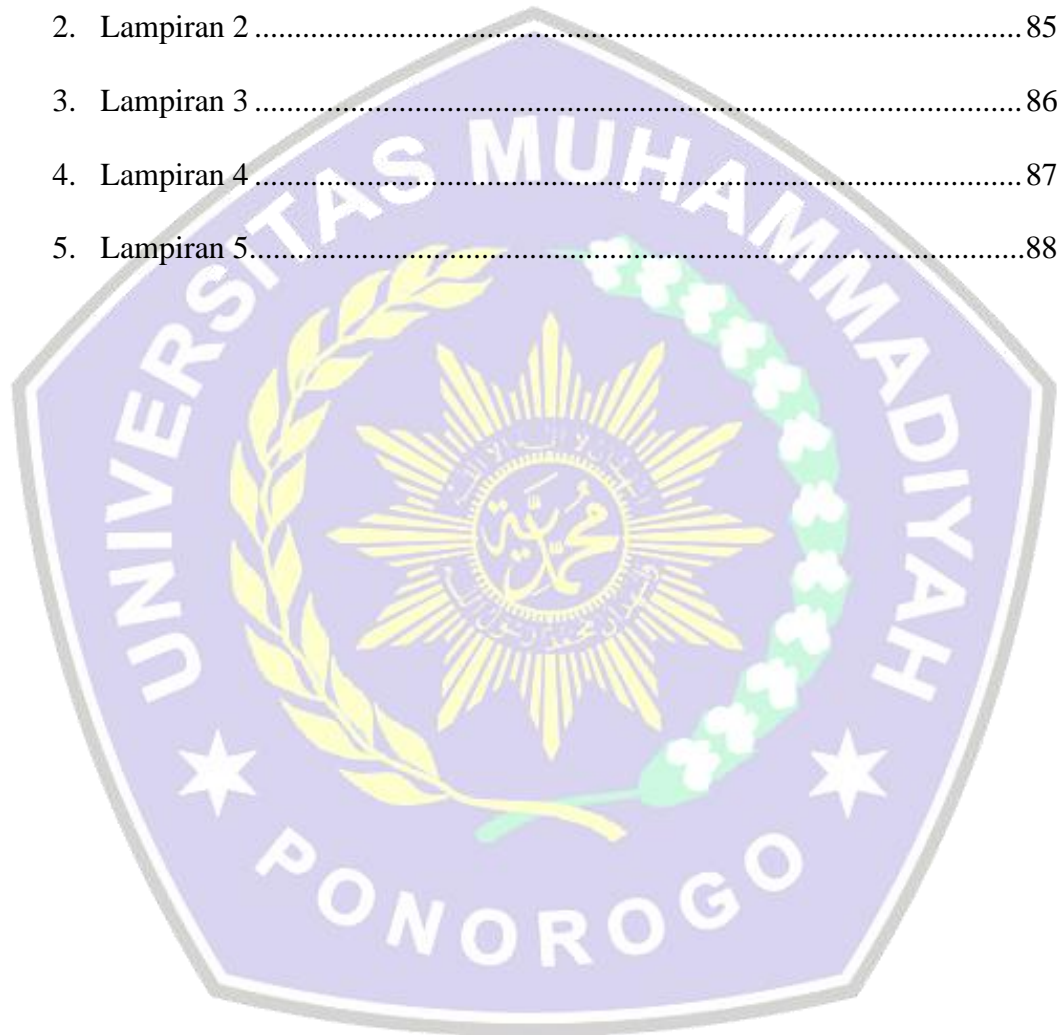 2. Lampiran 2 ........................................................................................ 85
3. Lampiran 3 ........................................................................................ 86
4. Lampiran 4 ........................................................................................ 87
5. Lampiran 5 ........................................................................................ 88
UNIVERSITAS MUHAMMADIYAH
محمدية
PONOROGO